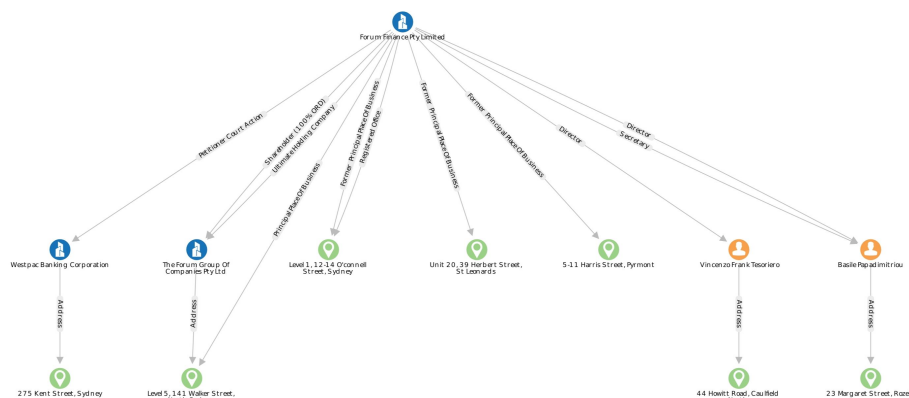 Forum Finance Pty Limited
Petitioner Court Action
Shareholder (100% ORD)
Ultimate Holding Company
Principal Place Of Business
Former Principal Place Of Business
Registered Office
Former Principal Place Of Business
Former Principal Place Of Business
Director
Director
Secretary
Westpac Banking Corporation
The Forum Group Of
Companies Pty Ltd
Level 1, 12-14 O'connell
Street, Sydney
Unit 20, 39 Herbert Street,
St Leonards
5-11 Harris Street, Pyrmont
Vincenzo Frank Tesoriero
Basile Papadimitriou
Address
Address
Address
Address
275 Kent Street, Sydney
Level 5, 141 Walker Street,
44 Howitt Road, Caulfield
23 Margaret Street, Roze